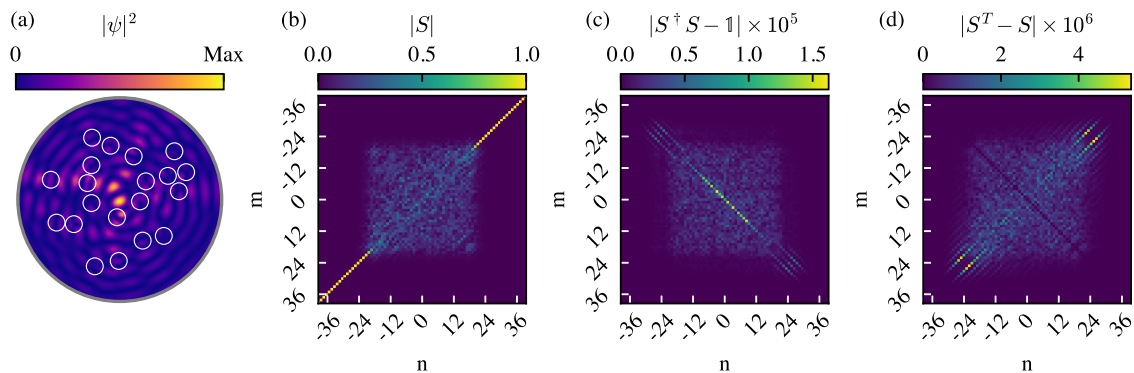 (a)
|ψ|²
0 Max
(b)
|S|
0.0 0.5 1.0
m
-36
-24
-12
0
12
24
36
-36 -24 -12 0 12 24 36
n
(c)
|S†S − 𝟙| × 10⁵
0.0 0.5 1.0 1.5
m
-36
-24
-12
0
12
24
36
-36 -24 -12 0 12 24 36
n
(d)
|Sᵀ − S| × 10⁶
0 2 4
m
-36
-24
-12
0
12
24
36
-36 -24 -12 0 12 24 36
n